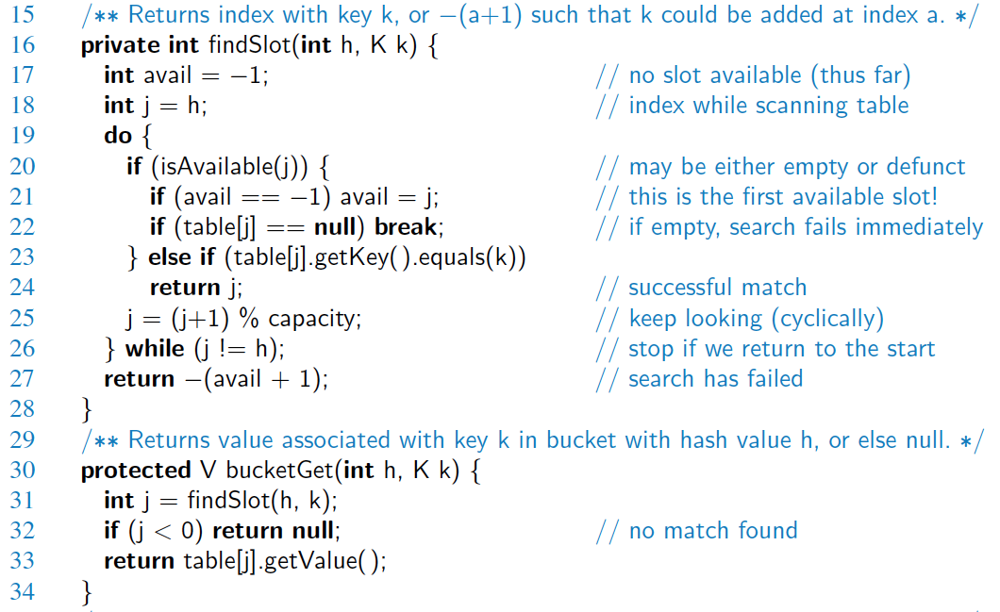 15 /** Returns index with key k, or −(a+1) such that k could be added at index a. */
16 private int findSlot(int h, K k) {
17 int avail = −1; // no slot available (thus far)
18 int j = h; // index while scanning table
19 do {
20 if (isAvailable(j)) { // may be either empty or defunct
21 if (avail == −1) avail = j; // this is the first available slot!
22 if (table[j] == null) break; // if empty, search fails immediately
23 } else if (table[j].getKey().equals(k))
24 return j; // successful match
25 j = (j+1) % capacity; // keep looking (cyclically)
26 } while (j != h); // stop if we return to the start
27 return −(avail + 1); // search has failed
28 }
29 /** Returns value associated with key k in bucket with hash value h, or else null. */
30 protected V bucketGet(int h, K k) {
31 int j = findSlot(h, k);
32 if (j < 0) return null; // no match found
33 return table[j].getValue();
34 }